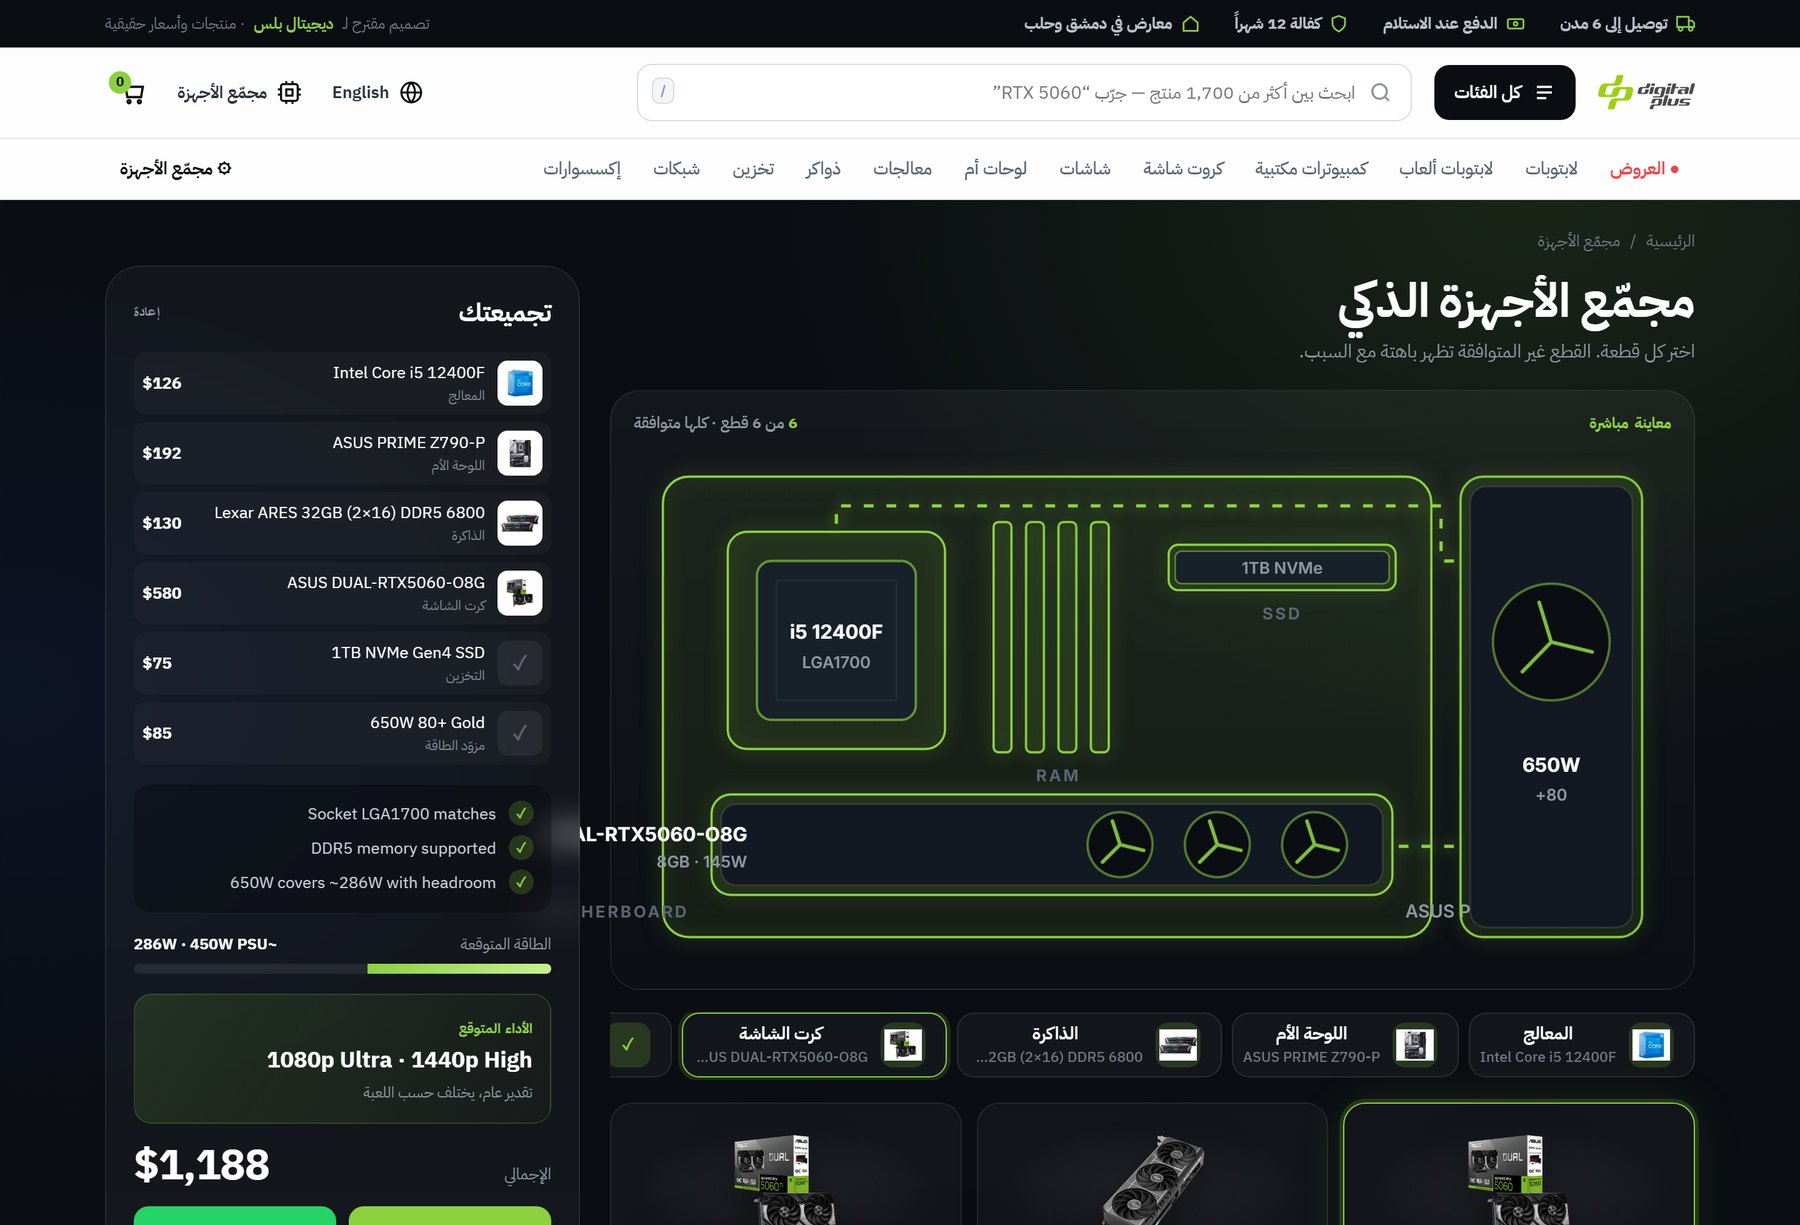 توصيل إلى 6 مدن
الدفع عند الاستلام
كفالة 12 شهراً
معارض في دمشق وحلب
تصميم مقترح لـ ديجيتال بلس · منتجات وأسعار حقيقية
digital plus
كل الفئات
ابحث بين أكثر من 1,700 منتج — جرّب “RTX 5060”
/
English
مجمّع الأجهزة
0
العروض
لابتوبات
لابتوبات ألعاب
كمبيوترات مكتبية
كروت شاشة
شاشات
لوحات أم
معالجات
ذواكر
تخزين
شبكات
إكسسوارات
مجمّع الأجهزة
الرئيسية / مجمّع الأجهزة
مجمّع الأجهزة الذكي
اختر كل قطعة. القطع غير المتوافقة تظهر باهتة مع السبب.
معاينة مباشرة
6 من 6 قطع · كلها متوافقة
1TB NVMe
SSD
i5 12400F
LGA1700
RAM
650W
80+
AL-RTX5060-O8G
8GB · 145W
HERBOARD
ASUS P
المعالج
Intel Core i5 12400F
اللوحة الأم
ASUS PRIME Z790-P
الذاكرة
...2GB (2×16) DDR5 6800
كرت الشاشة
...US DUAL-RTX5060-O8G
تجميعتك
إعادة
Intel Core i5 12400F
المعالج
$126
ASUS PRIME Z790-P
اللوحة الأم
$192
Lexar ARES 32GB (2×16) DDR5 6800
الذاكرة
$130
ASUS DUAL-RTX5060-O8G
كرت الشاشة
$580
1TB NVMe Gen4 SSD
التخزين
$75
650W 80+ Gold
مزوّد الطاقة
$85
Socket LGA1700 matches
DDR5 memory supported
650W covers ~286W with headroom
الطاقة المتوقعة
286W · 450W PSU~
الأداء المتوقع
1080p Ultra · 1440p High
تقدير عام، يختلف حسب اللعبة
الإجمالي
$1,188
DUAL
5060
DUAL
5060